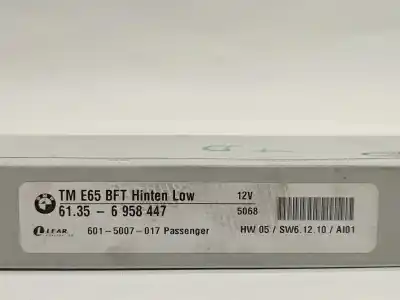 TM E65 BFT Hinten Low 12V
61.35 - 6 958 447 5068
LEAR 601-5007-017 Passenger HW 05 / SW6.12.10 / AI01